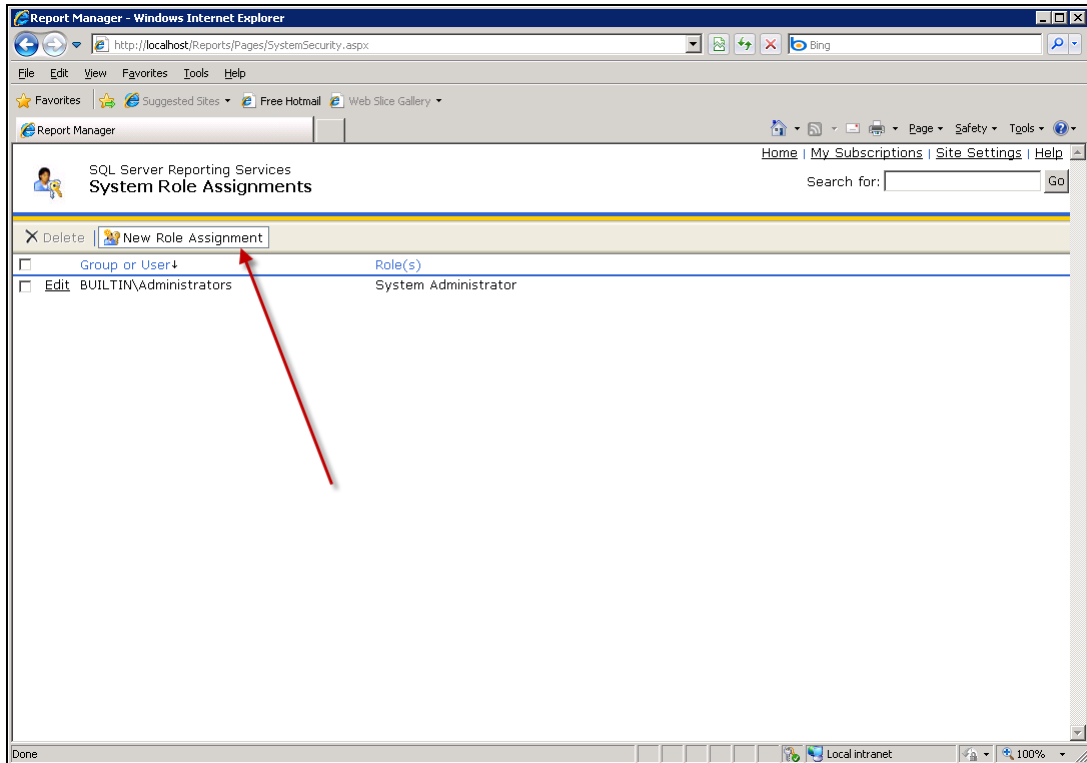 Report Manager - Windows Internet Explorer
http://localhost/Reports/Pages/SystemSecurity.aspx
Bing
File Edit View Favorites Tools Help
Favorites Suggested Sites Free Hotmail Web Slice Gallery
Report Manager Page Safety Tools
Home | My Subscriptions | Site Settings | Help
SQL Server Reporting Services
System Role Assignments
Search for: Go
Delete | New Role Assignment
Group or User↓ Role(s)
Edit BUILTIN\Administrators System Administrator
Done Local intranet 100%